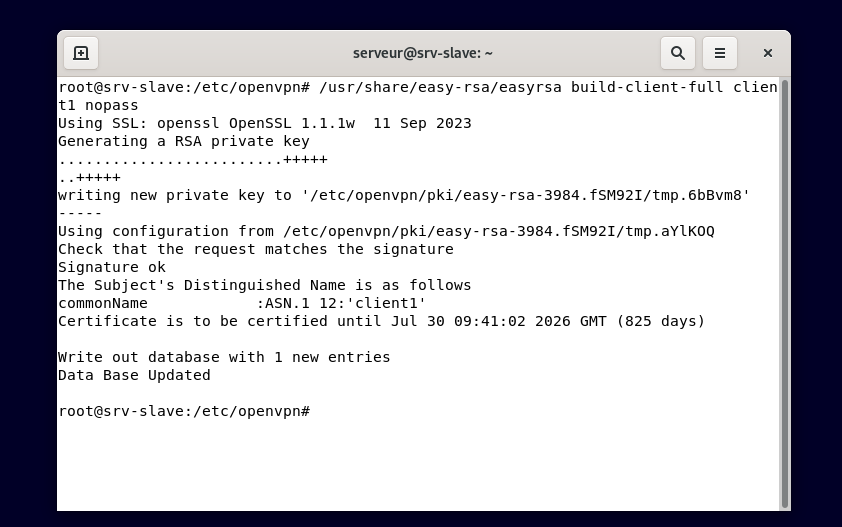 serveur@srv-slave: ~
root@srv-slave:/etc/openvpn# /usr/share/easy-rsa/easyrsa build-client-full clien
t1 nopass
Using SSL: openssl OpenSSL 1.1.1w  11 Sep 2023
Generating a RSA private key
.........................+++++
..+++++
writing new private key to '/etc/openvpn/pki/easy-rsa-3984.fSM92I/tmp.6bBvm8'
-----
Using configuration from /etc/openvpn/pki/easy-rsa-3984.fSM92I/tmp.aYlKOQ
Check that the request matches the signature
Signature ok
The Subject's Distinguished Name is as follows
commonName            :ASN.1 12:'client1'
Certificate is to be certified until Jul 30 09:41:02 2026 GMT (825 days)
Write out database with 1 new entries
Data Base Updated
root@srv-slave:/etc/openvpn#